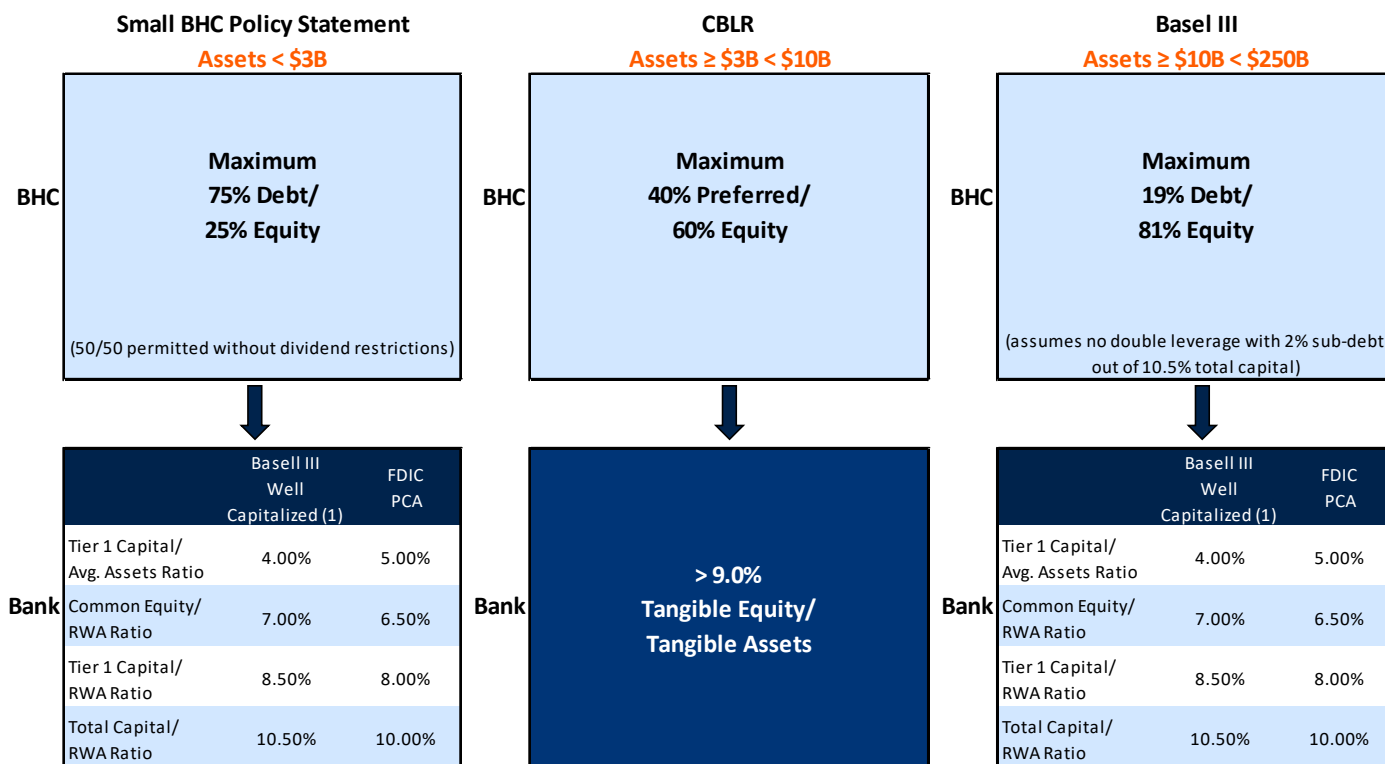 Small BHC Policy Statement
Assets < $3B
BHC
Maximum
75% Debt/
25% Equity
(50/50 permitted without dividend restrictions)
Basell III
Well
Capitalized (1)
FDIC
PCA
Bank
Tier 1 Capital/
Avg. Assets Ratio
4.00%
5.00%
Common Equity/
RWA Ratio
7.00%
6.50%
Tier 1 Capital/
RWA Ratio
8.50%
8.00%
Total Capital/
RWA Ratio
10.50%
10.00%
CBLR
Assets ≥ $3B < $10B
BHC
Maximum
40% Preferred/
60% Equity
Bank
> 9.0%
Tangible Equity/
Tangible Assets
Basel III
Assets ≥ $10B < $250B
BHC
Maximum
19% Debt/
81% Equity
(assumes no double leverage with 2% sub-debt
out of 10.5% total capital)
Basell III
Well
Capitalized (1)
FDIC
PCA
Bank
Tier 1 Capital/
Avg. Assets Ratio
4.00%
5.00%
Common Equity/
RWA Ratio
7.00%
6.50%
Tier 1 Capital/
RWA Ratio
8.50%
8.00%
Total Capital/
RWA Ratio
10.50%
10.00%